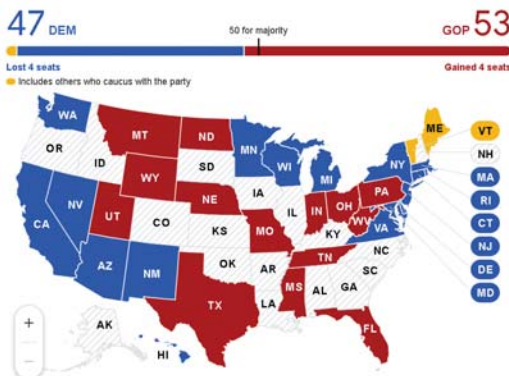 47 DEM
50 for majority
GOP 53
Lost 4 seats
Gained 4 seats
Includes others who caucus with the party
WA
MT
ND
MN
ME
VT
OR
ID
SD
WI
NH
WY
MI
NY
MA
IA
NE
PA
RI
NV
UT
IL
IN
OH
CT
CA
CO
KS
MO
WV
VA
KY
NJ
NC
TN
DE
AZ
NM
OK
AR
SC
MD
MS
AL
GA
TX
LA
AK
FL
HI
+
−